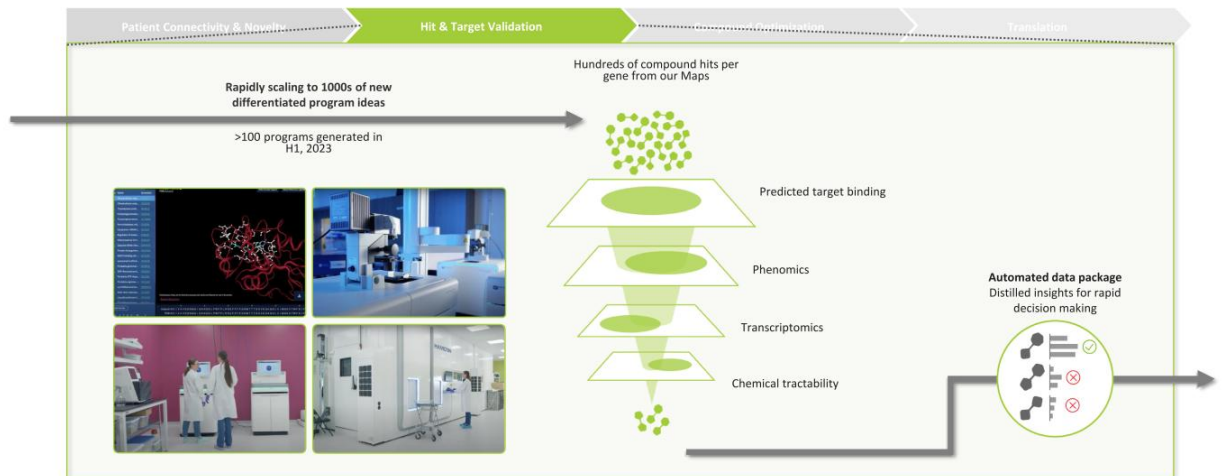 Patient Connectivity & Novelty
Hit & Target Validation
Compound Optimization
Translation
Rapidly scaling to 1000s of new
differentiated program ideas
>100 programs generated in
H1, 2023
Hundreds of compound hits per
gene from our Maps
Predicted target binding
Phenomics
Transcriptomics
Chemical tractability
Automated data package
Distilled insights for rapid
decision making